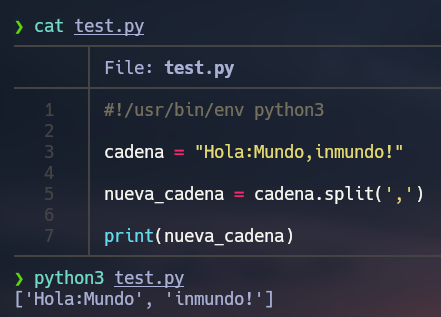 ❯ cat test.py
File: test.py
1 #!/usr/bin/env python3
2
3 cadena = "Hola:Mundo,inmundo!"
4
5 nueva_cadena = cadena.split(',')
6
7 print(nueva_cadena)
❯ python3 test.py
['Hola:Mundo', 'inmundo!']